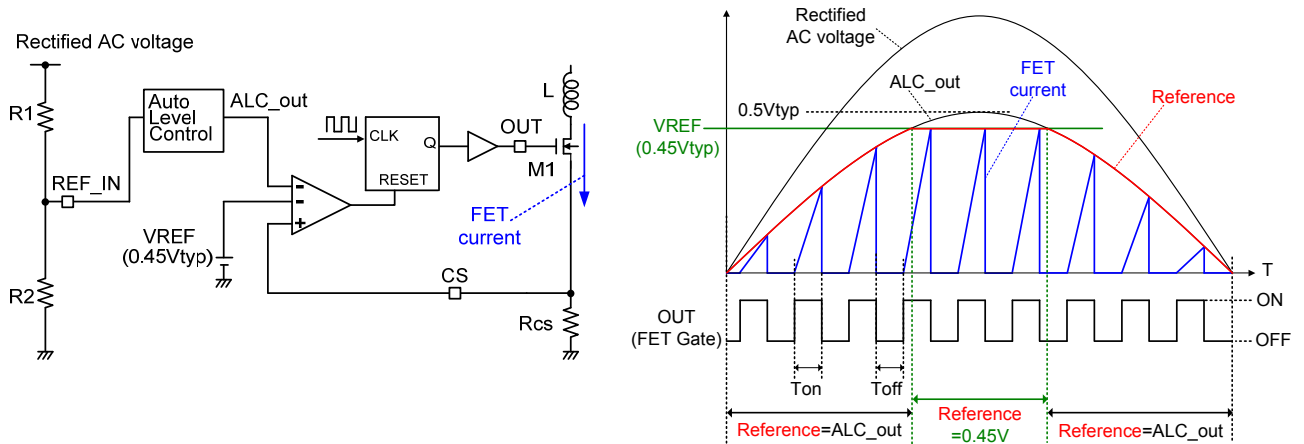 Rectified AC voltage
R1
Auto
Level
Control
ALC_out
REF_IN
R2
VREF
(0.45Vtyp)
-
-
+
CLK
Q
RESET
OUT
L
M1
FET
current
CS
Rcs
Rectified
AC voltage
ALC_out
FET
current
Reference
0.5Vtyp
VREF
(0.45Vtyp)
T
OUT
(FET Gate)
ON
OFF
Ton
Toff
Reference=ALC_out
Reference
=0.45V
Reference=ALC_out